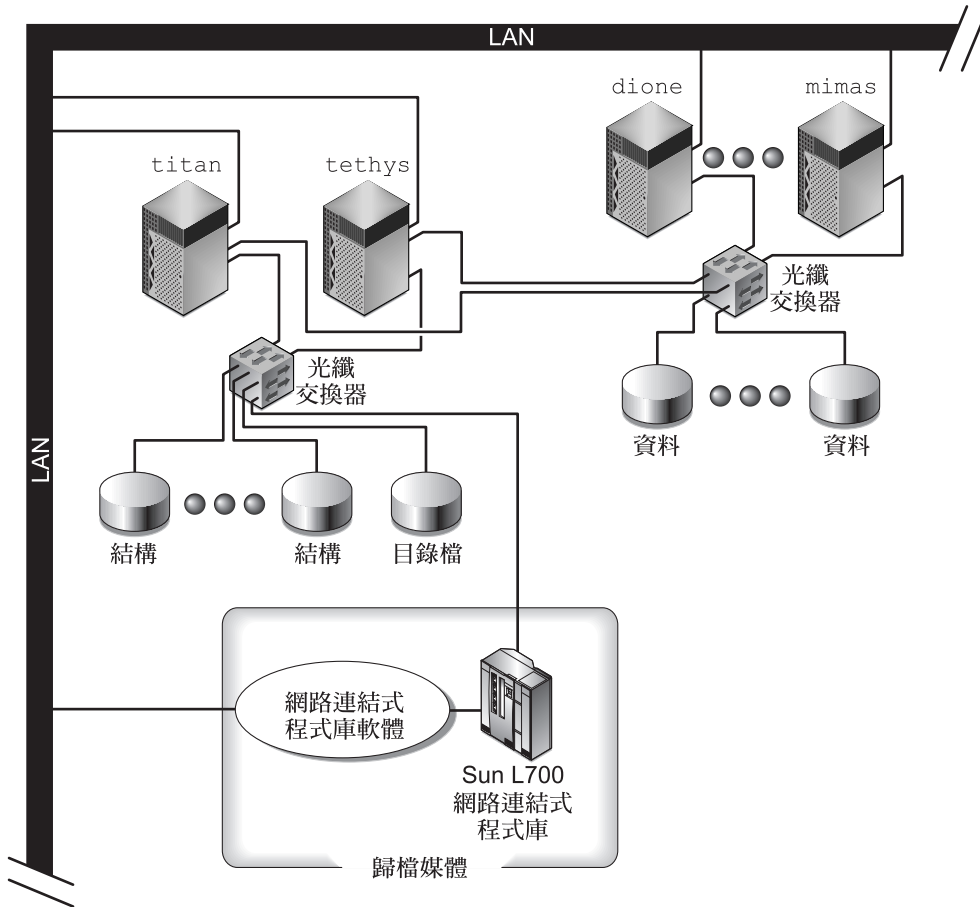 LAN
dione
mimas
titan
tethys
光纖
交換器
光纖
交換器
資料
資料
LAN
結構
結構
目錄檔
網路連結式
程式庫軟體
Sun L700
網路連結式
程式庫
歸檔媒體